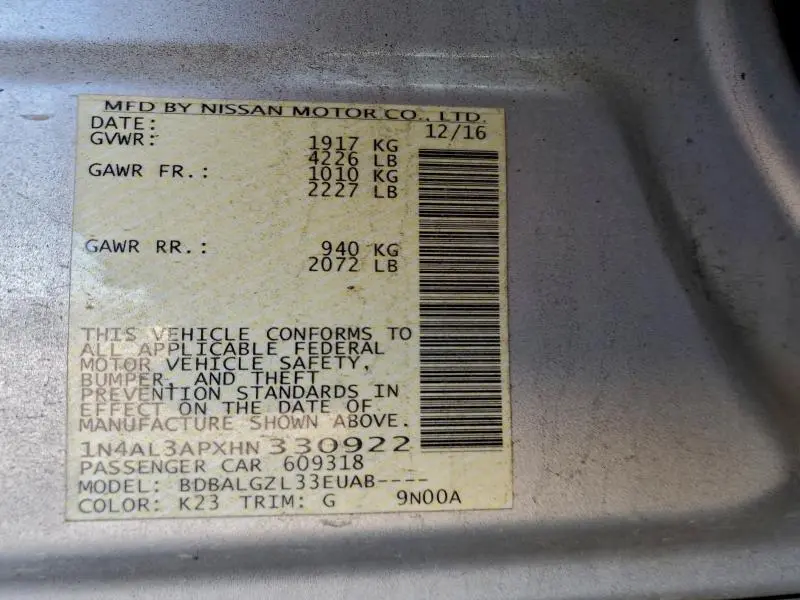 MFD BY NISSAN MOTOR CO., LTD.
DATE: 12/16
GVWR: 1917 KG
4226 LB
GAWR FR.: 1010 KG
2227 LB
GAWR RR.: 940 KG
2072 LB
THIS VEHICLE CONFORMS TO
ALL APPLICABLE FEDERAL
MOTOR VEHICLE SAFETY,
BUMPER, AND THEFT
PREVENTION STANDARDS IN
EFFECT ON THE DATE OF
MANUFACTURE SHOWN ABOVE.
1N4AL3APXHN330922
PASSENGER CAR 609318
MODEL: BDBALGZL33EUAB----
COLOR: K23 TRIM: G 9N00A